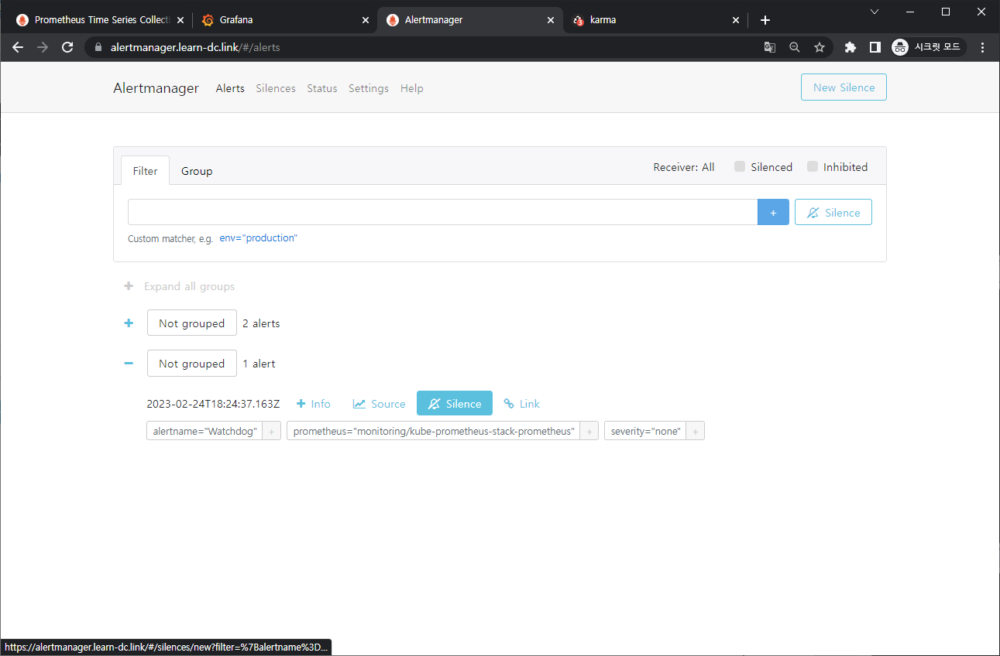 Prometheus Time Series Collecti
Grafana
Alertmanager
karma
alertmanager.learn-dc.link/#/alerts
시크릿 모드
Alertmanager Alerts Silences Status Settings Help New Silence
Filter Group Receiver: All Silenced Inhibited
+ Silence
Custom matcher, e.g. env="production"
+ Expand all groups
+ Not grouped 2 alerts
− Not grouped 1 alert
2023-02-24T18:24:37.163Z + Info Source Silence Link
alertname="Watchdog" + prometheus="monitoring/kube-prometheus-stack-prometheus" + severity="none" +
https://alertmanager.learn-dc.link/#/silences/new?filter=%7Balertname%3D...